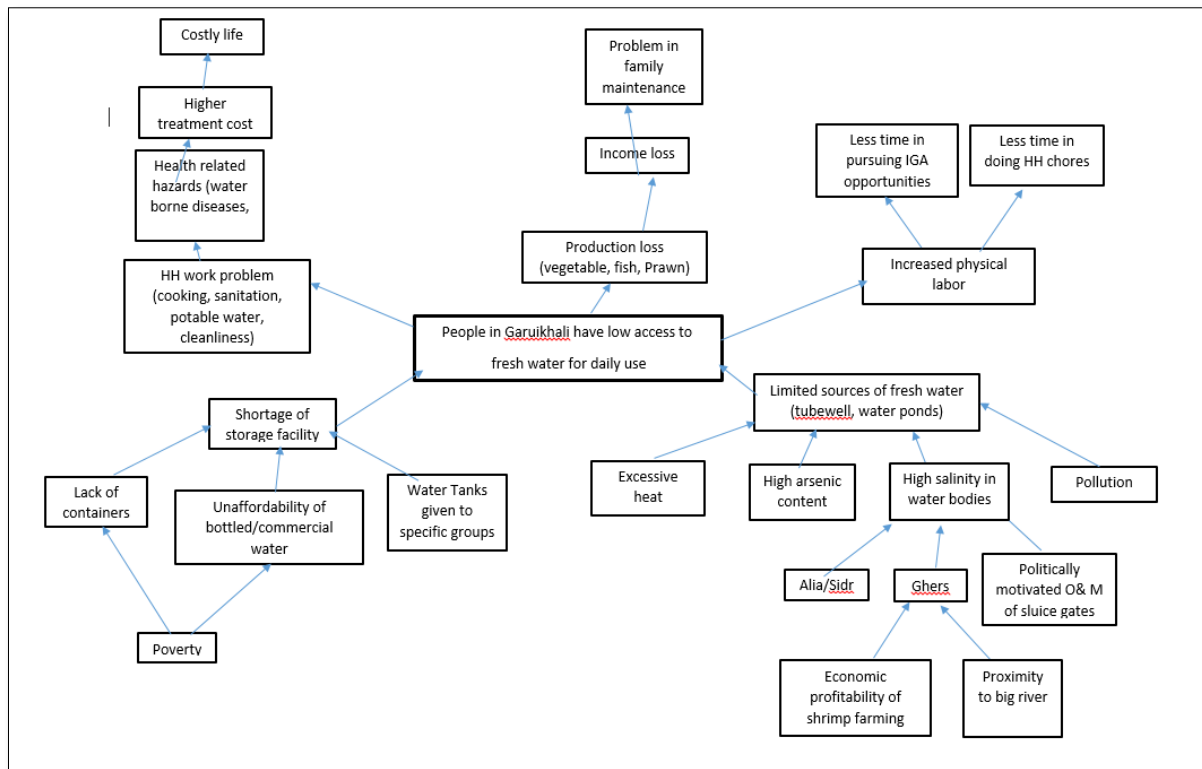 Costly life
Higher
treatment cost
Health related
hazards (water
borne diseases,
HH work problem
(cooking, sanitation,
potable water,
cleanliness)
Problem in
family
maintenance
Income loss
Production loss
(vegetable, fish, Prawn)
Less time in
pursuing IGA
opportunities
Less time in
doing HH chores
Increased physical
labor
People in Garuikhali have low access to
fresh water for daily use
Shortage of
storage facility
Lack of
containers
Unaffordability of
bottled/commercial
water
Water Tanks
given to
specific groups
Poverty
Limited sources of fresh water
(tubewell, water ponds)
Excessive
heat
High arsenic
content
High salinity in
water bodies
Pollution
Alia/Sidr
Ghers
Politically
motivated O& M
of sluice gates
Economic
profitability of
shrimp farming
Proximity
to big river